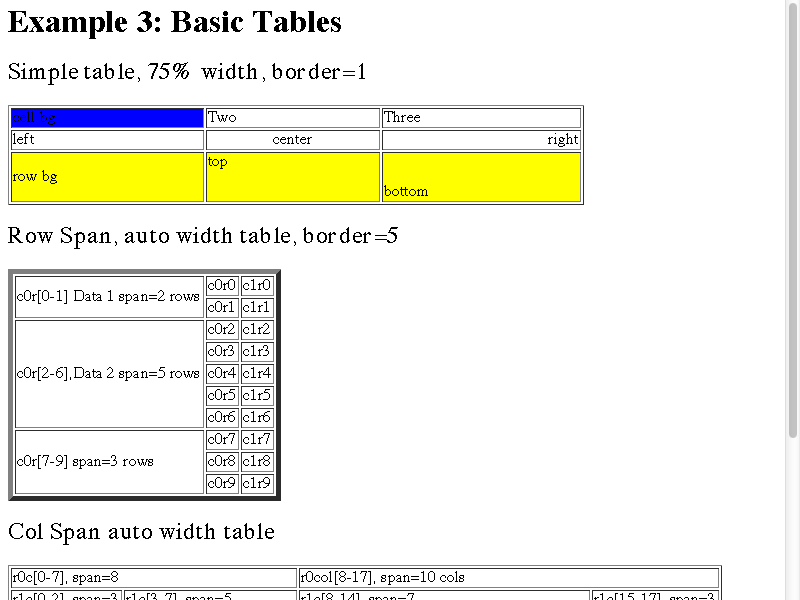 Example 3: Basic Tables
Simple table, 75% width, border=1
cell bg Two Three
left center right
row bg top bottom
Row Span, auto width table, border=5
c0r[0-1] Data 1 span=2 rows c0r0 c1r0
c0r1 c1r1
c0r[2-6],Data 2 span=5 rows c0r2 c1r2
c0r3 c1r3
c0r4 c1r4
c0r5 c1r5
c0r6 c1r6
c0r[7-9] span=3 rows c0r7 c1r7
c0r8 c1r8
c0r9 c1r9
Col Span auto width table
r0c[0-7], span=8 r0col[8-17], span=10 cols
r1c[0-2], span=3 r1c[3-7], span=5 r1c[8-14], span=7 r1c[15-17], span=3